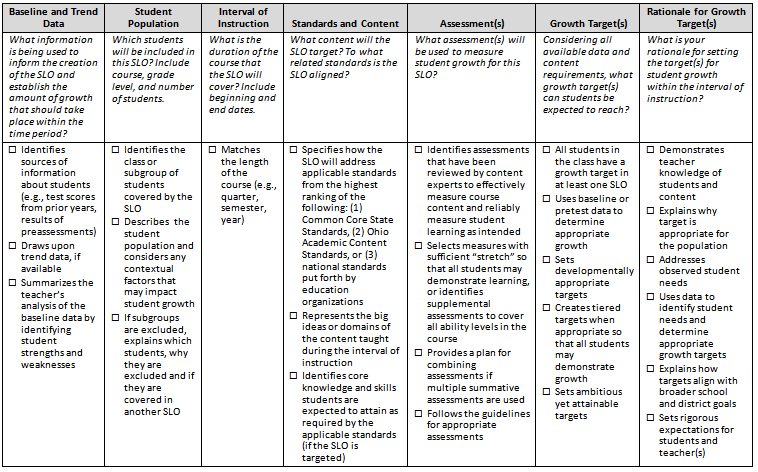 Baseline and Trend
Data
What information
is being used to
inform the creation
of the SLO and
establish the
amount of growth
that should take
place within the
time period?
☐ Identifies
sources of
information
about students
(e.g., test scores
from prior years,
results of
preassessments)
☐ Draws upon
trend data, if
available
☐ Summarizes the
teacher's
analysis of the
baseline data by
identifying
student
strengths and
weaknesses
Student
Population
Which students
will be included in
this SLO? Include
course, grade
level, and number
of students.
☐ Identifies the
class or
subgroup of
students
covered by the
SLO
☐ Describes the
student
population and
considers any
contextual
factors that
may impact
student growth
☐ If subgroups
are excluded,
explains which
students, why
they are
excluded and if
they are
covered in
another SLO
Interval of
Instruction
What is the
duration of the
course that
the SLO will
cover? Include
beginning and
end dates.
☐ Matches
the length
of the
course (e.g.,
quarter,
semester,
year)
Standards and Content
What content will the
SLO target? To what
related standards is the
SLO aligned?
☐ Specifies how the
SLO will address
applicable standards
from the highest
ranking of the
following: (1)
Common Core State
Standards, (2) Ohio
Academic Content
Standards, or (3)
national standards
put forth by
education
organizations
☐ Represents the big
ideas or domains of
the content taught
during the interval of
instruction
☐ Identifies core
knowledge and skills
students are
expected to attain as
required by the
applicable standards
(if the SLO is
targeted)
Assessment(s)
What assessment(s) will
be used to measure
student growth for this
SLO?
☐ Identifies assessments
that have been
reviewed by content
experts to effectively
measure course
content and reliably
measure student
learning as intended
☐ Selects measures with
sufficient "stretch" so
that all students may
demonstrate learning,
or identifies
supplemental
assessments to cover
all ability levels in the
course
☐ Provides a plan for
combining
assessments if
multiple summative
assessments are used
☐ Follows the guidelines
for appropriate
assessments
Growth Target(s)
Considering all
available data and
content
requirements, what
growth target(s)
can students be
expected to reach?
☐ All students in
the class have a
growth target in
at least one SLO
☐ Uses baseline or
pretest data to
determine
appropriate
growth
☐ Sets
developmentally
appropriate
targets
☐ Creates tiered
targets when
appropriate so
that all students
may
demonstrate
growth
☐ Sets ambitious
yet attainable
targets
Rationale for Growth
Target(s)
What is your
rationale for setting
the target(s) for
student growth
within the interval of
instruction?
☐ Demonstrates
teacher
knowledge of
students and
content
☐ Explains why
target is
appropriate for
the population
☐ Addresses
observed student
needs
☐ Uses data to
identify student
needs and
determine
appropriate
growth targets
☐ Explains how
targets align with
broader school
and district goals
☐ Sets rigorous
expectations for
students and
teacher(s)